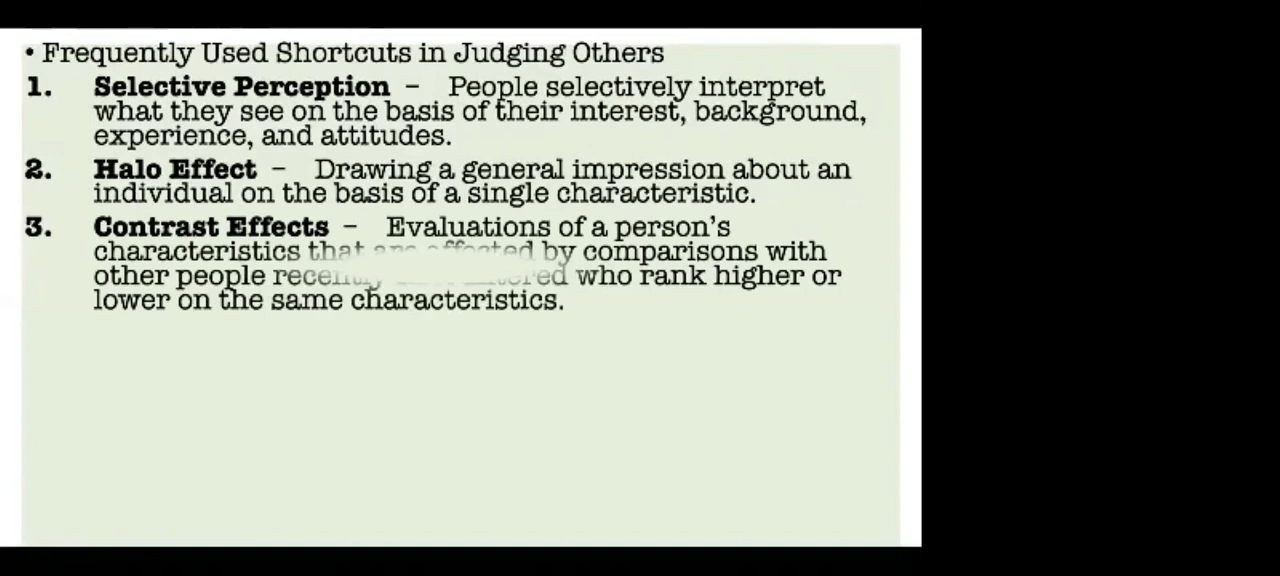 • Frequently Used Shortcuts in Judging Others
1. Selective Perception – People selectively interpret
what they see on the basis of their interest, background,
experience, and attitudes.
2. Halo Effect – Drawing a general impression about an
individual on the basis of a single characteristic.
3. Contrast Effects – Evaluations of a person's
characteristics that are affected by comparisons with
other people recently who rank higher or
lower on the same characteristics.